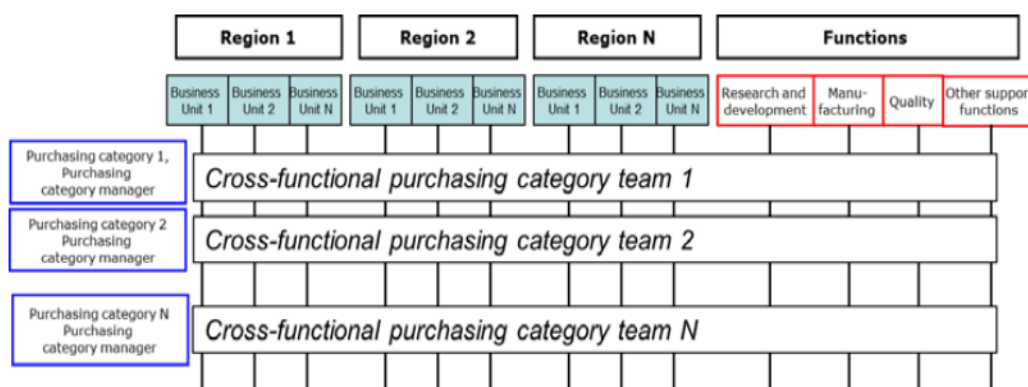 Region 1
Region 2
Region N
Functions
Business
Unit 1
Business
Unit 2
Business
Unit N
Business
Unit 1
Business
Unit 2
Business
Unit N
Business
Unit 1
Business
Unit 2
Business
Unit N
Research and
development
Manu-
facturing
Quality
Other support
functions
Purchasing category 1,
Purchasing
category manager
Cross-functional purchasing category team 1
Purchasing category 2
Purchasing
category manager
Cross-functional purchasing category team 2
Purchasing category N
Purchasing
category manager
Cross-functional purchasing category team N